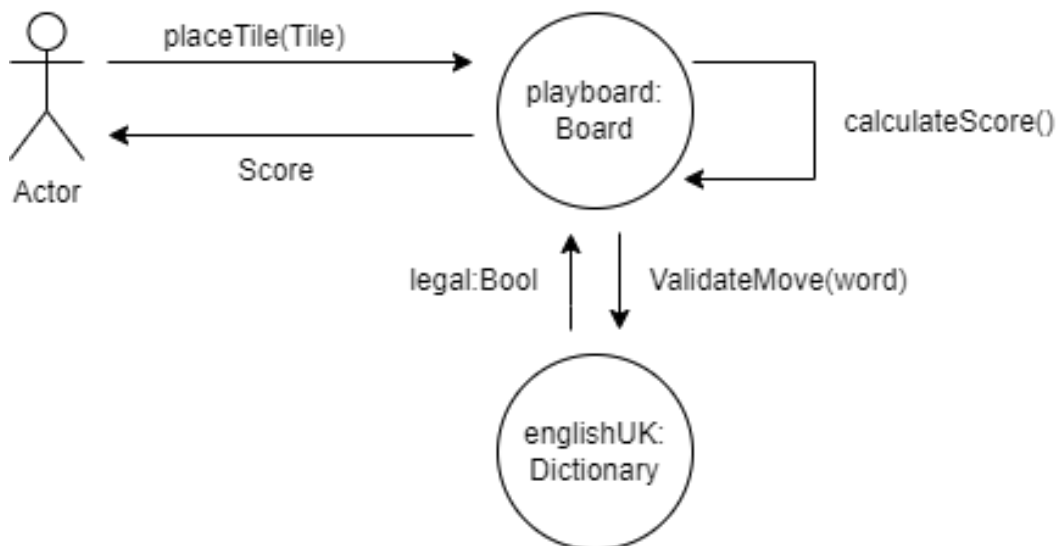 placeTile(Tile)
Score
Actor
playboard:
Board
calculateScore()
legal:Bool
ValidateMove(word)
englishUK:
Dictionary